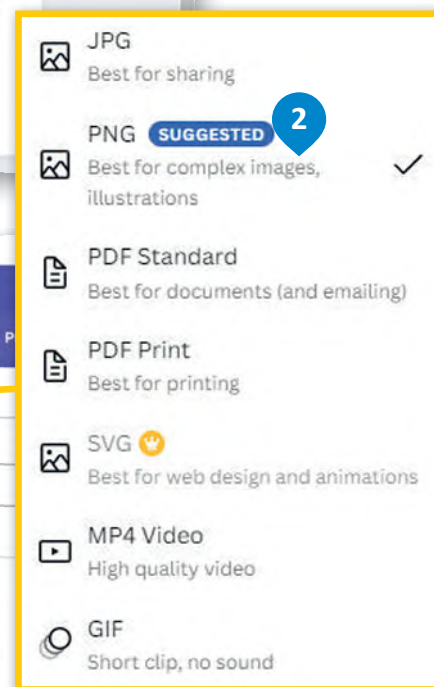 JPG
Best for sharing
PNG SUGGESTED 2
Best for complex images,
illustrations
PDF Standard
Best for documents (and emailing)
PDF Print
Best for printing
P
SVG
Best for web design and animations
MP4 Video
High quality video
GIF
Short clip, no sound